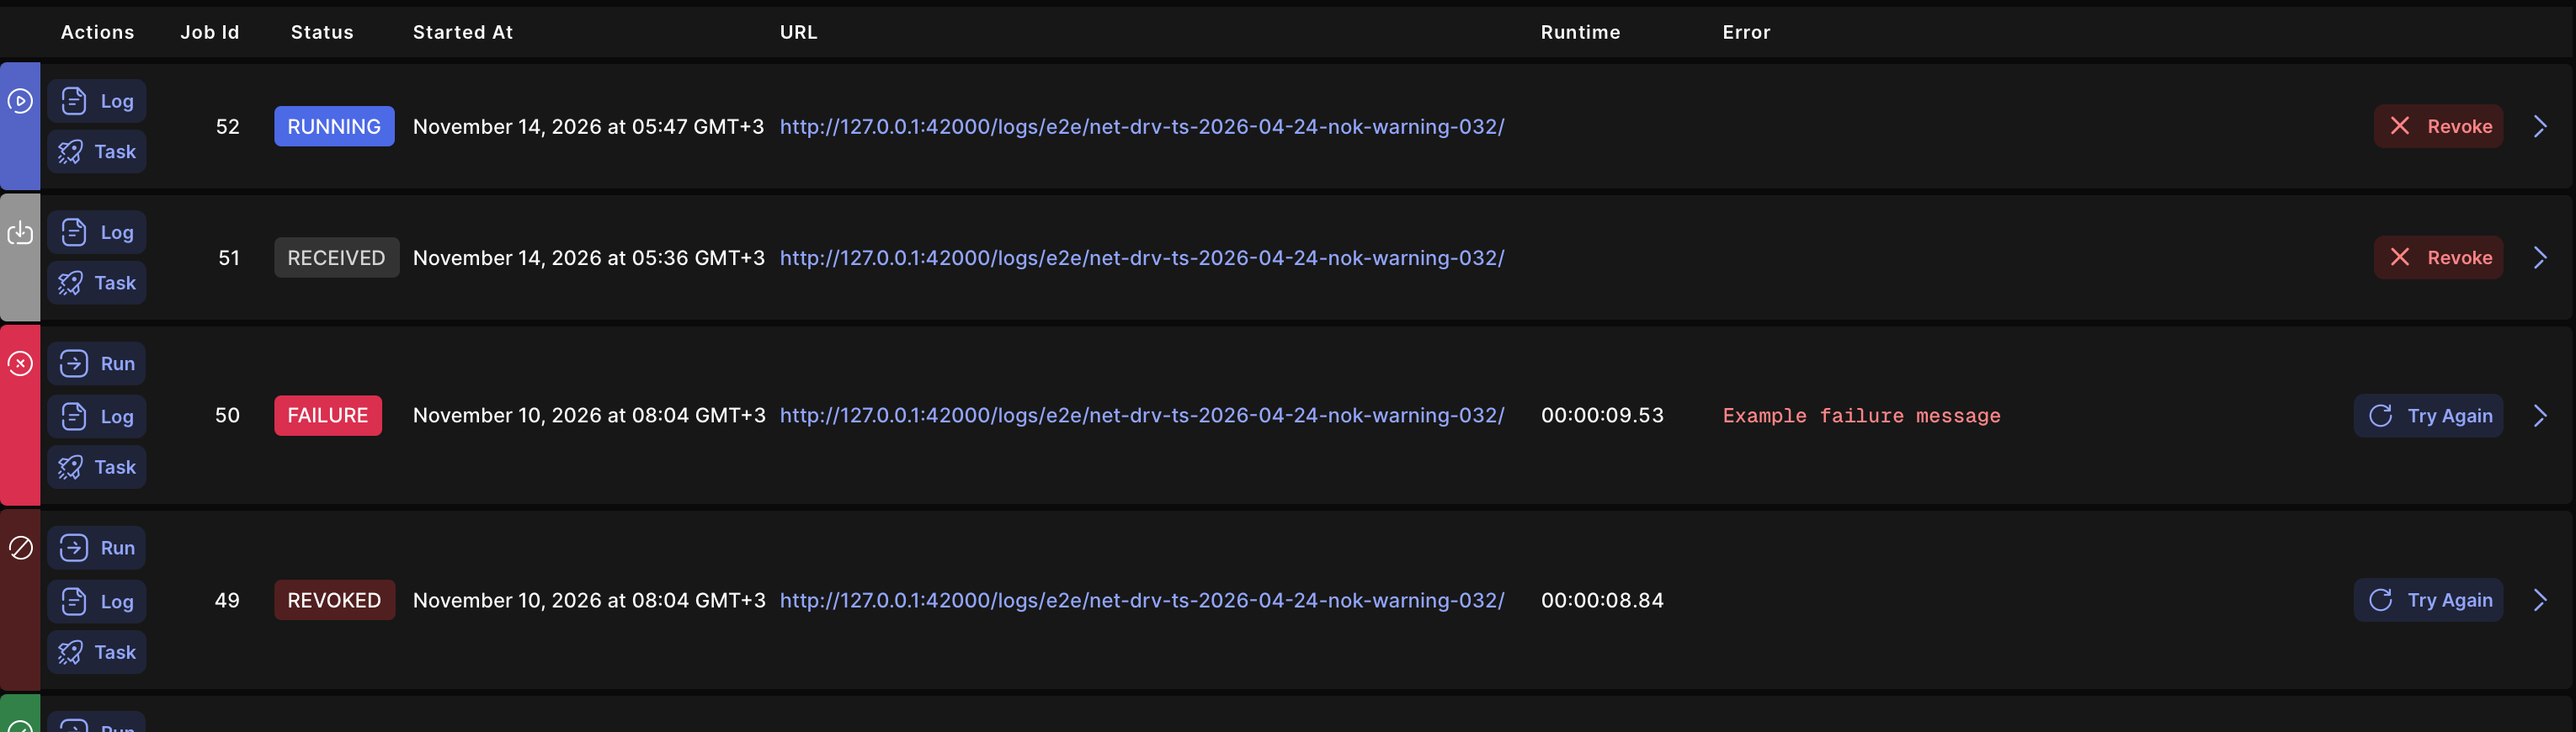 Actions Job Id Status Started At URL Runtime Error
Log
52 RUNNING November 14, 2026 at 05:47 GMT+3 http://127.0.0.1:42000/logs/e2e/net-drv-ts-2026-04-24-nok-warning-032/ Revoke
Task
Log
51 RECEIVED November 14, 2026 at 05:36 GMT+3 http://127.0.0.1:42000/logs/e2e/net-drv-ts-2026-04-24-nok-warning-032/ Revoke
Task
Run
Log
50 FAILURE November 10, 2026 at 08:04 GMT+3 http://127.0.0.1:42000/logs/e2e/net-drv-ts-2026-04-24-nok-warning-032/ 00:00:09.53 Example failure message Try Again
Task
Run
Log
49 REVOKED November 10, 2026 at 08:04 GMT+3 http://127.0.0.1:42000/logs/e2e/net-drv-ts-2026-04-24-nok-warning-032/ 00:00:08.84 Try Again
Task
Run